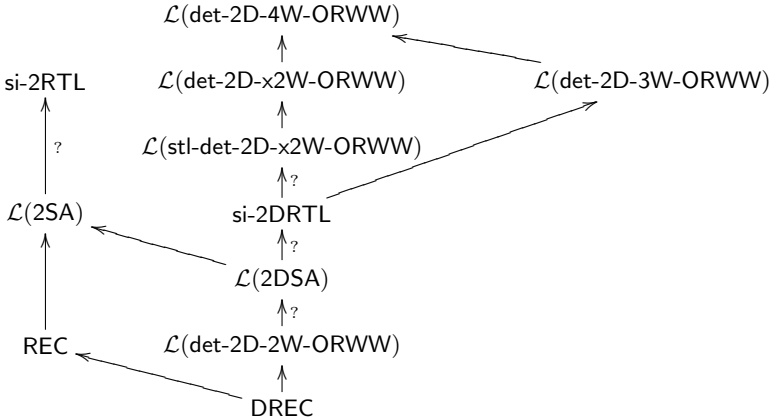 ℒ(det-2D-4W-ORWW)
si-2RTL ℒ(det-2D-x2W-ORWW) ℒ(det-2D-3W-ORWW)
?
ℒ(stl-det-2D-x2W-ORWW)
?
ℒ(2SA) si-2DRTL
?
ℒ(2DSA)
?
REC ℒ(det-2D-2W-ORWW)
DREC